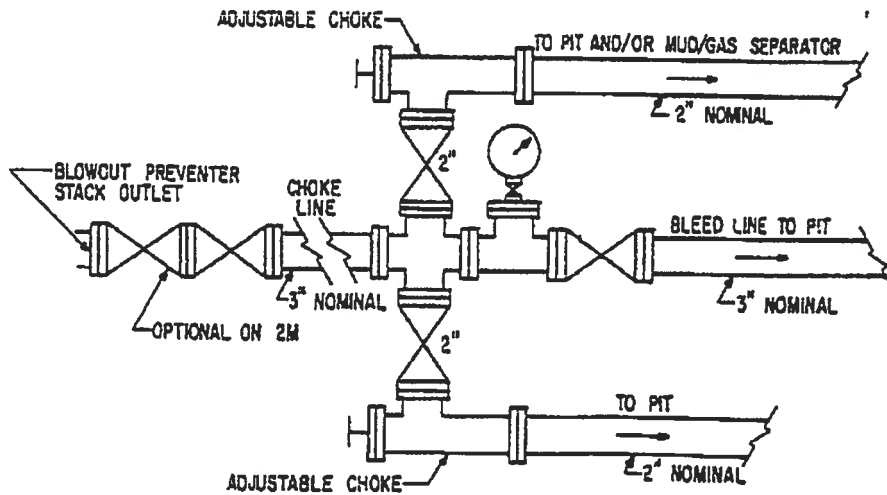 ADJUSTABLE CHOKE
TO PIT AND/OR MUD/GAS SEPARATOR
2" NOMINAL
2"
BLOWOUT PREVENTER
STACK OUTLET
CHOKE
LINE
BLEED LINE TO PIT
3" NOMINAL
3" NOMINAL
OPTIONAL ON 2M
2"
TO PIT
2" NOMINAL
ADJUSTABLE CHOKE